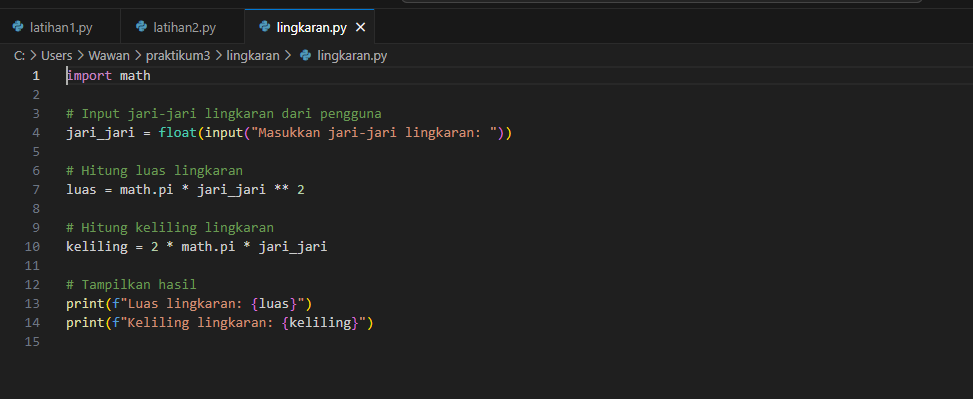 latihan1.py latihan2.py lingkaran.py ×
C: > Users > Wawan > praktikum3 > lingkaran > lingkaran.py
1 import math
2
3 # Input jari-jari lingkaran dari pengguna
4 jari_jari = float(input("Masukkan jari-jari lingkaran: "))
5
6 # Hitung luas lingkaran
7 luas = math.pi * jari_jari ** 2
8
9 # Hitung keliling lingkaran
10 keliling = 2 * math.pi * jari_jari
11
12 # Tampilkan hasil
13 print(f"Luas lingkaran: {luas}")
14 print(f"Keliling lingkaran: {keliling}")
15